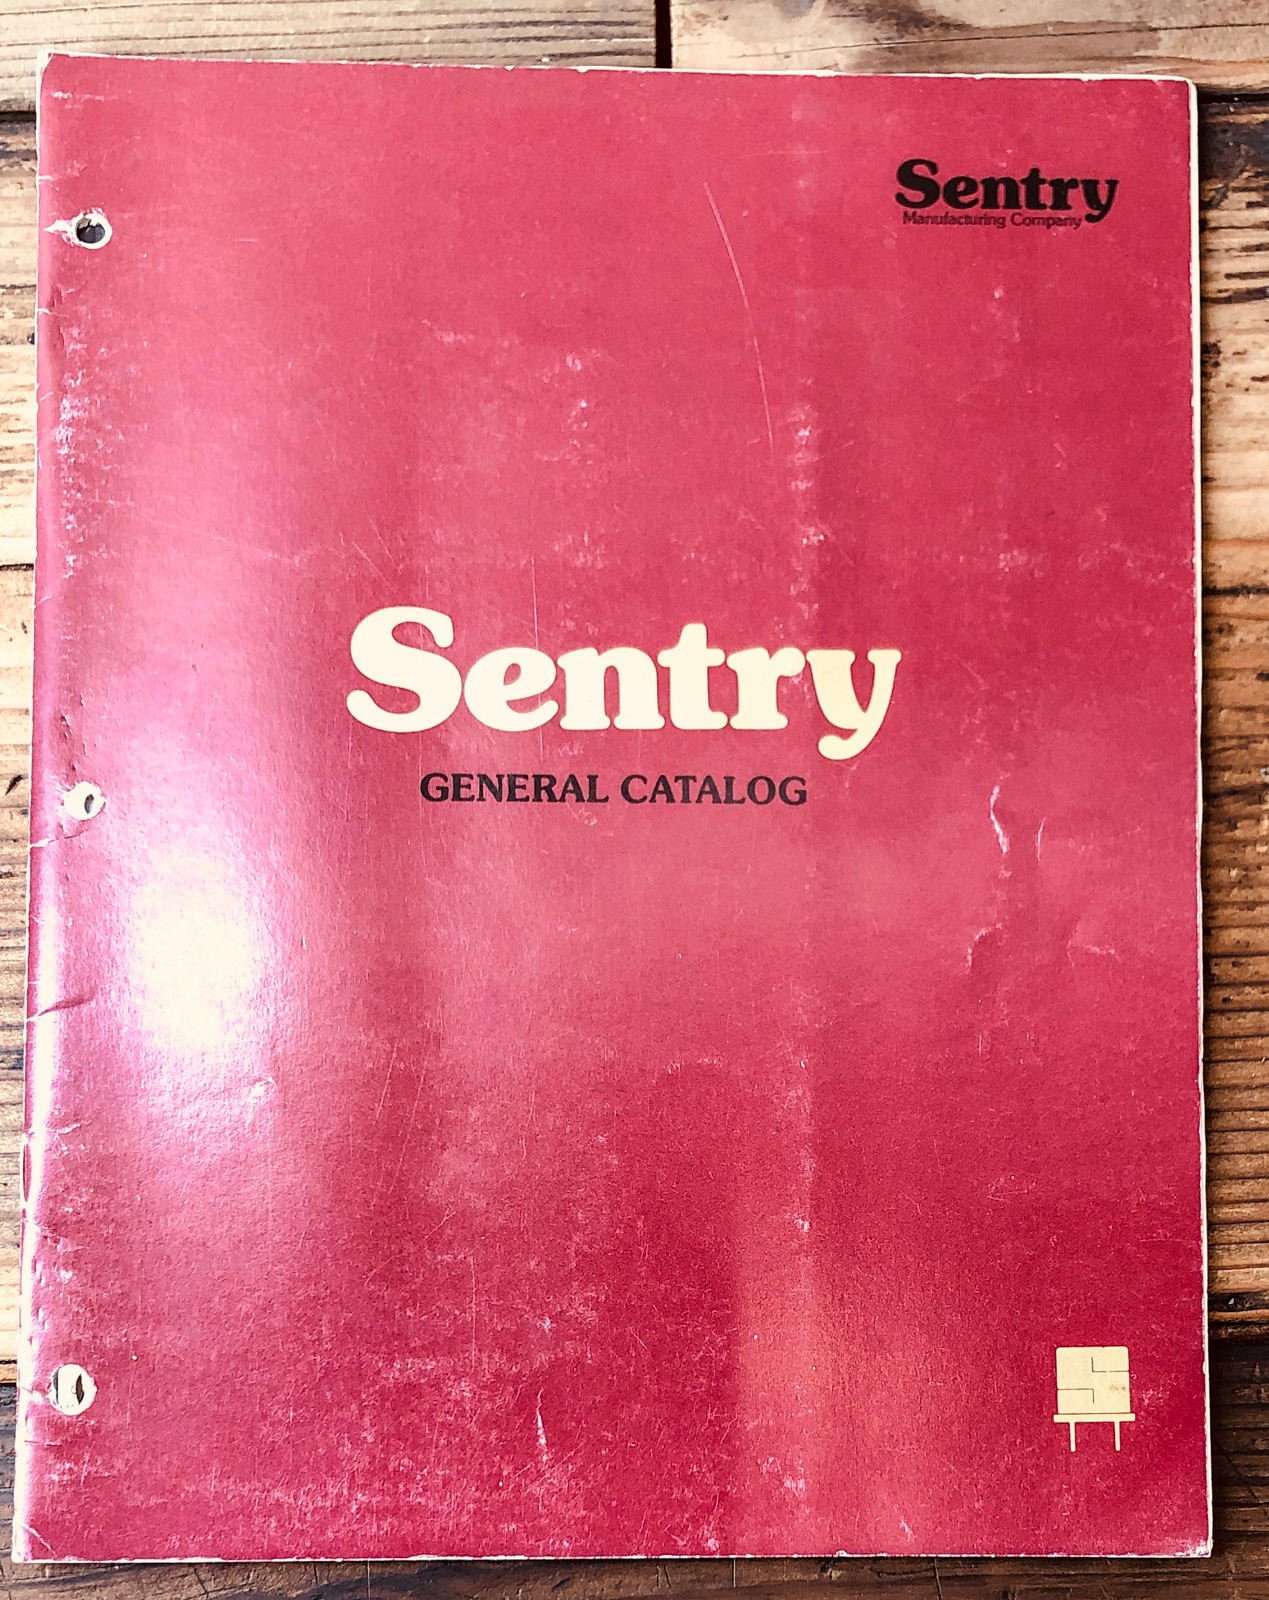 Sentry
Manufacturing Company
Sentry
GENERAL CATALOG